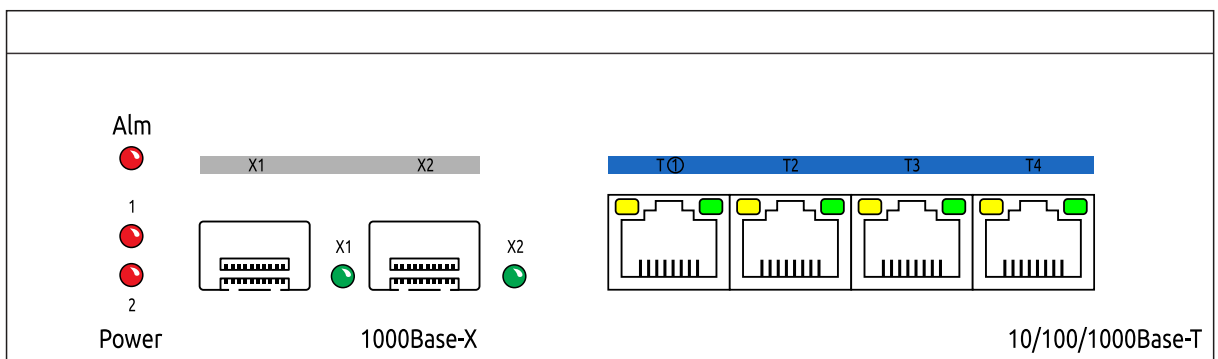 Alm
X1 X2 T① T2 T3 T4
1
X1 X2
2
Power 1000Base-X 10/100/1000Base-T